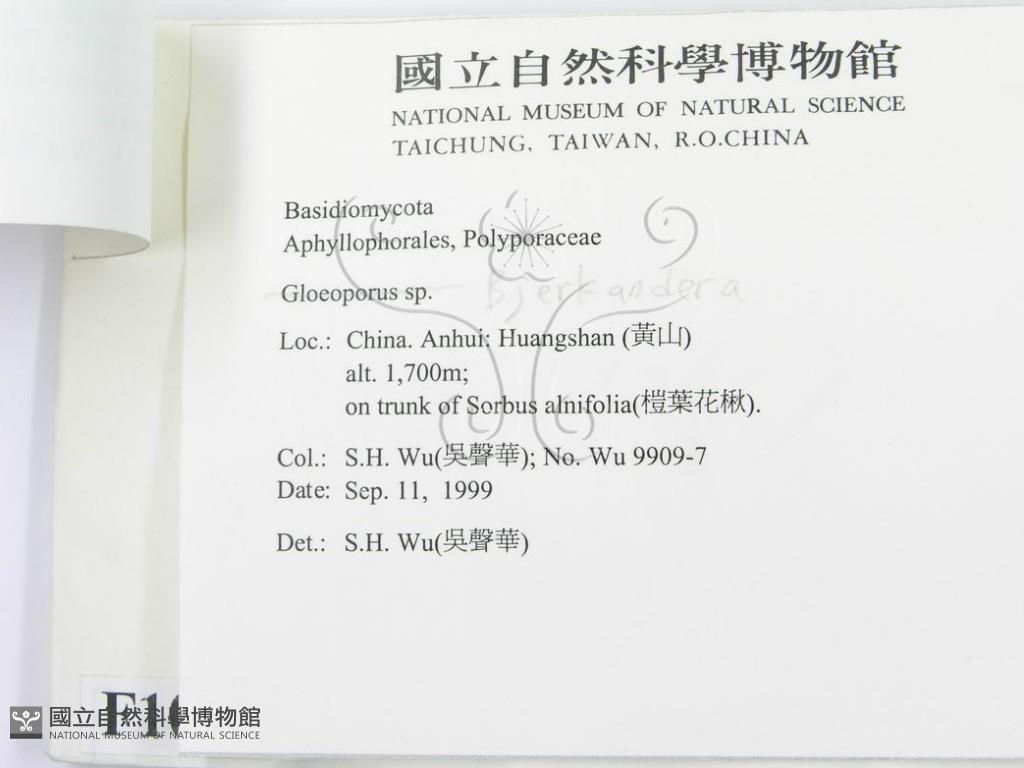 國立自然科學博物館
NATIONAL MUSEUM OF NATURAL SCIENCE
TAICHUNG, TAIWAN, R.O.CHINA
Basidiomycota
Aphyllophorales, Polyporaceae
Gloeoporus sp. — Bjerkandera
Loc.: China. Anhui: Huangshan (黃山)
alt. 1,700m;
on trunk of Sorbus alnifolia(榿葉花楸).
Col.: S.H. Wu(吳聲華); No. Wu 9909-7
Date: Sep. 11, 1999
Det.: S.H. Wu(吳聲華)
國立自然科學博物館
NATIONAL MUSEUM OF NATURAL SCIENCE